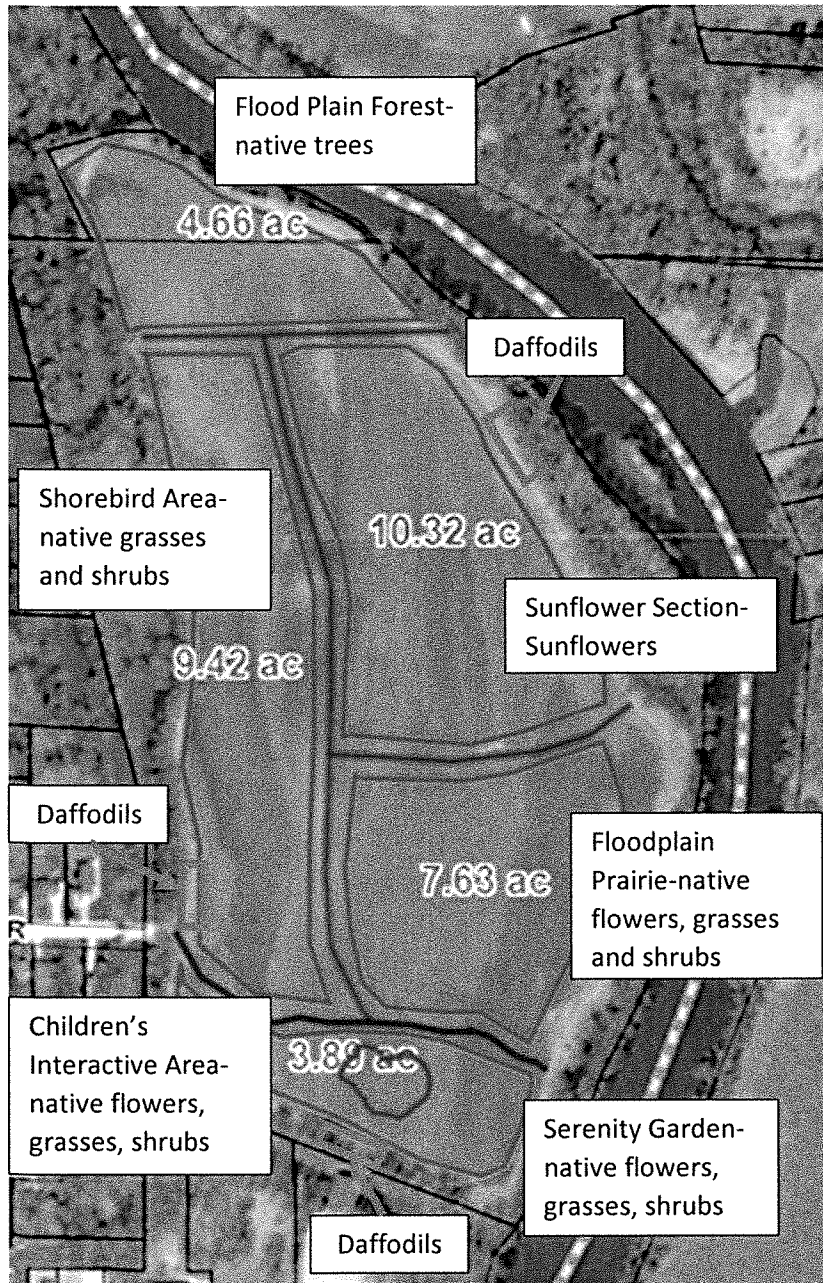 Flood Plain Forest-
native trees
4.66 ac
Daffodils
Shorebird Area-
native grasses
and shrubs
10.32 ac
Sunflower Section-
Sunflowers
9.42 ac
Daffodils
7.63 ac
Floodplain
Prairie-native
flowers, grasses
and shrubs
R
Children's
Interactive Area-
native flowers,
grasses, shrubs
ac
Serenity Garden-
native flowers,
grasses, shrubs
Daffodils